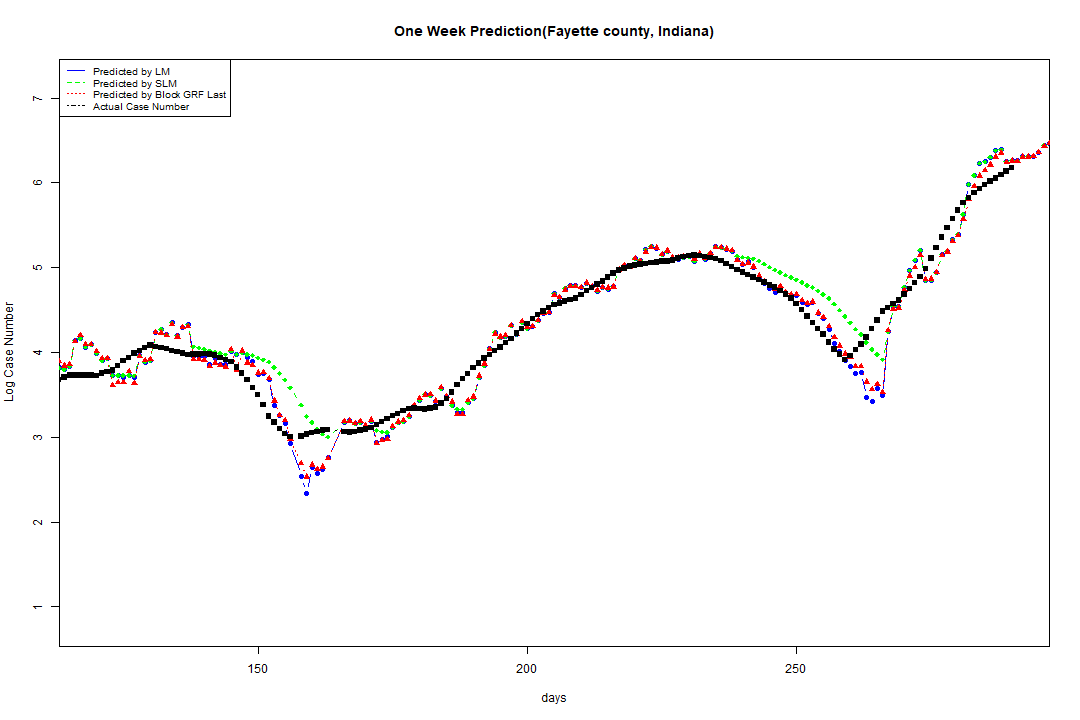 One Week Prediction(Fayette county, Indiana)
Predicted by LM
Predicted by SLM
Predicted by Block GRF Last
Actual Case Number
7
6
5
4
3
2
1
Log Case Number
150
200
250
days